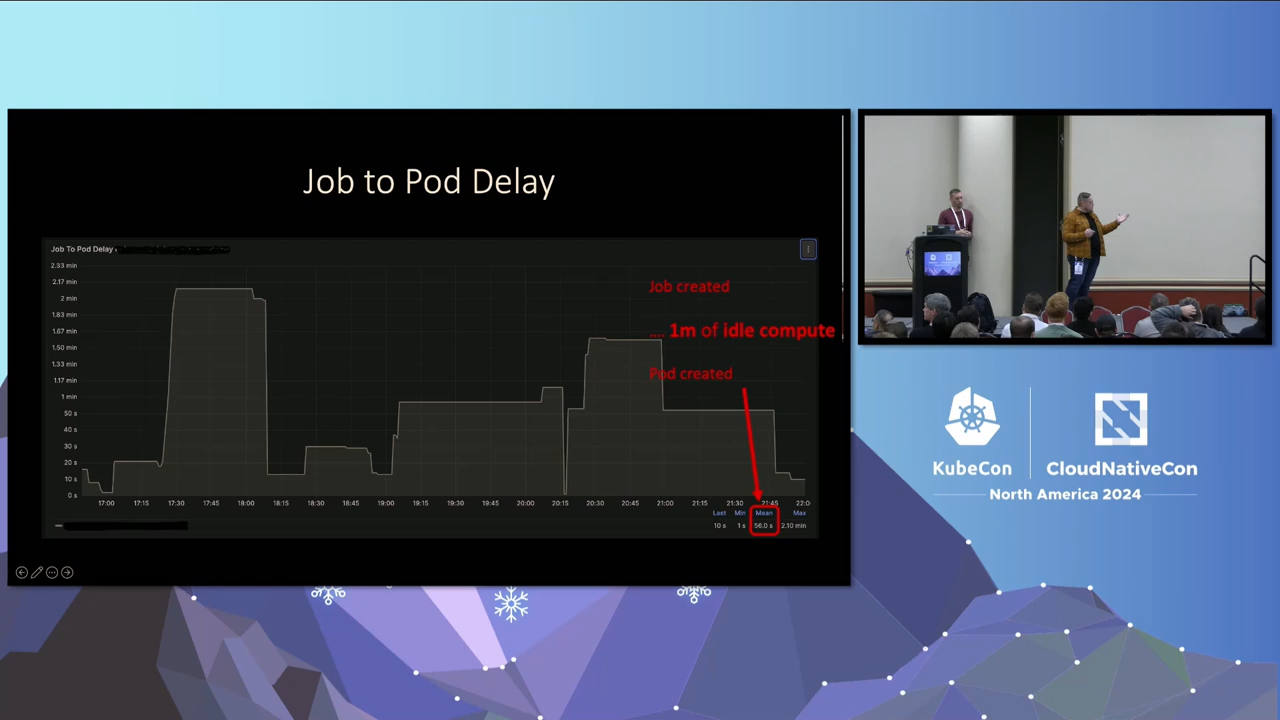 Job to Pod Delay
Job To Pod Delay
2.33 min
2.17 min
2 min
1.83 min
1.67 min
1.50 min
1.33 min
1.17 min
1 min
50 s
40 s
30 s
20 s
10 s
0 s
Job created
.... 1m of idle compute
Pod created
17:00 17:15 17:30 17:45 18:00 18:15 18:30 18:45 19:00 19:15 19:30 19:45 20:00 20:15 20:30 20:45 21:00 21:15 21:30 21:45 22:0
Last Min Mean Max
10 s 1 s 56.0 s 2.10 min
KubeCon CloudNativeCon
North America 2024